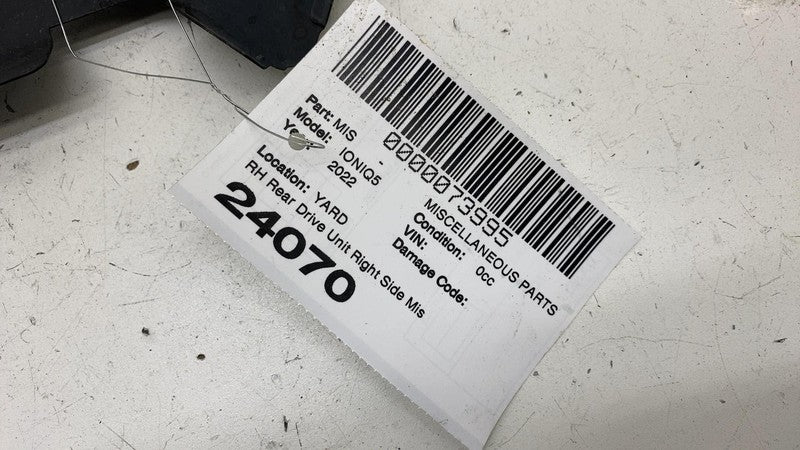 0000073995
Part: MIS - MISCELLANEOUS PARTS
Model: IONIQ5 Condition: 0cc
2022 VIN:
Damage Code:
Location: YARD
RH Rear Drive Unit Right Side Mis
24070